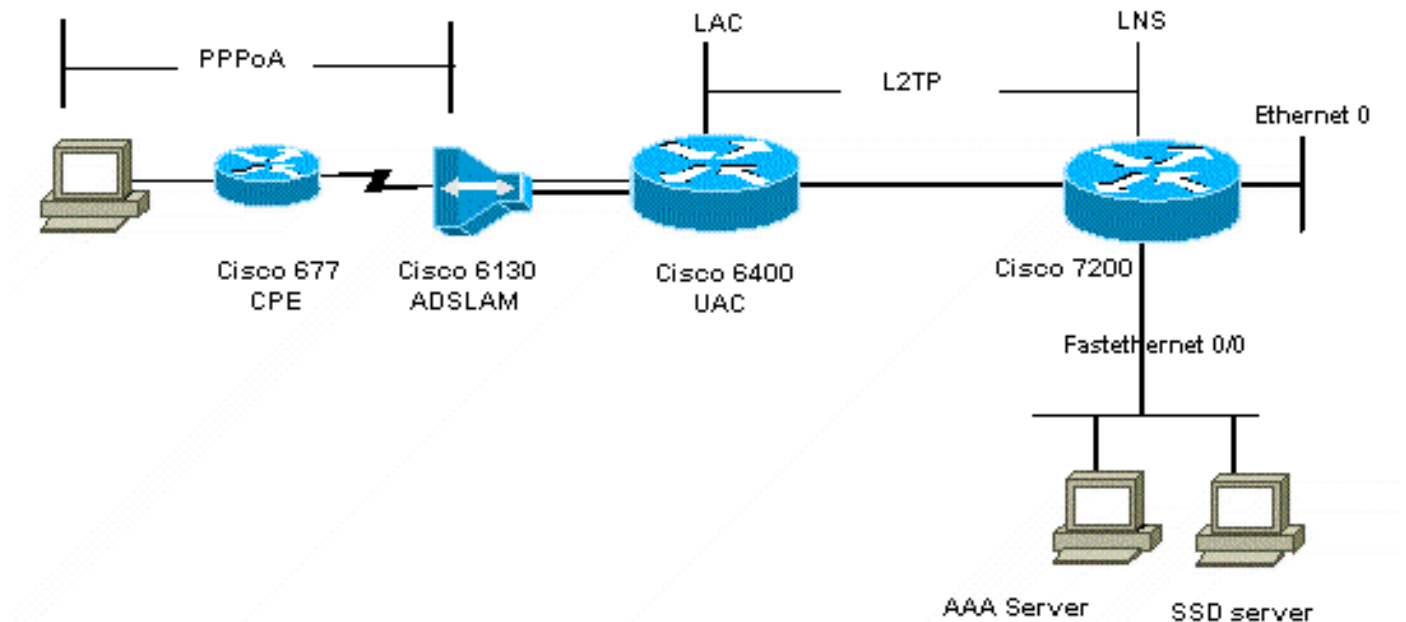 LAC
LNS
PPPoA
L2TP
Ethernet 0
Cisco 677
CPE
Cisco 6130
ADSLAM
Cisco 6400
UAC
Cisco 7200
Fastethernet 0/0
AAA Server
SSD server